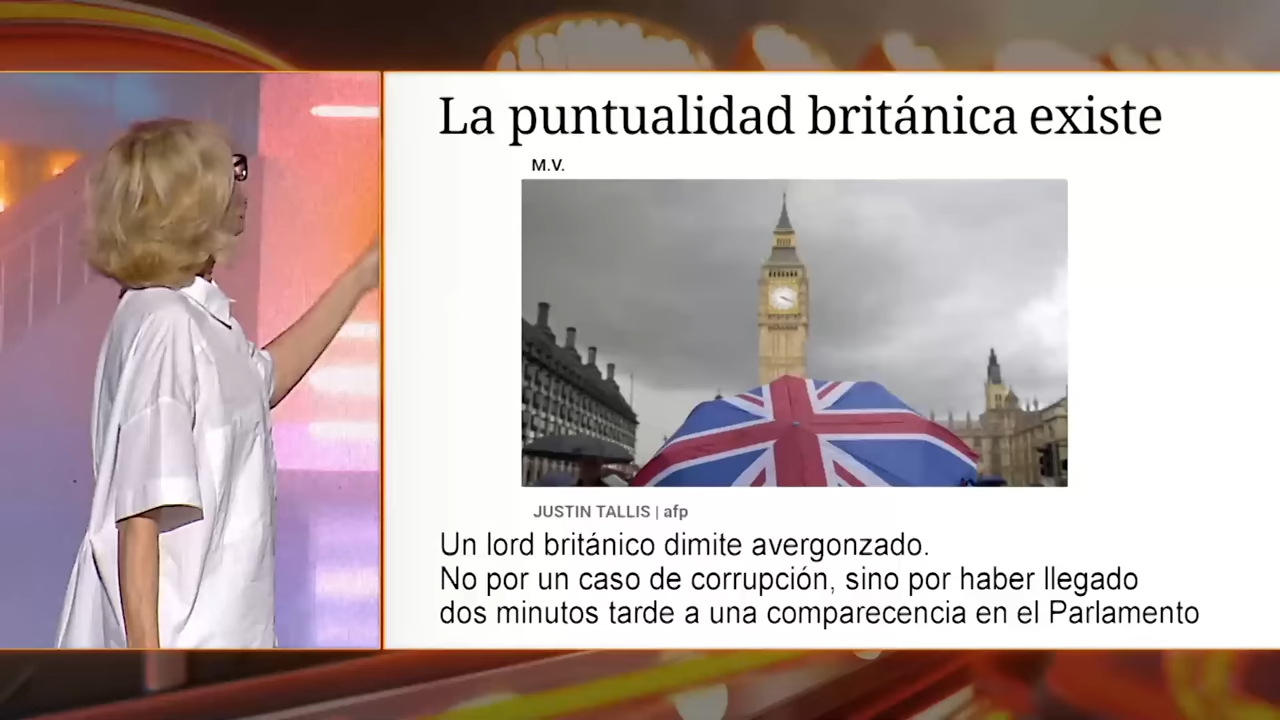 La puntualidad británica existe
M.V.
JUSTIN TALLIS | afp
Un lord británico dimite avergonzado.
No por un caso de corrupción, sino por haber llegado
dos minutos tarde a una comparecencia en el Parlamento